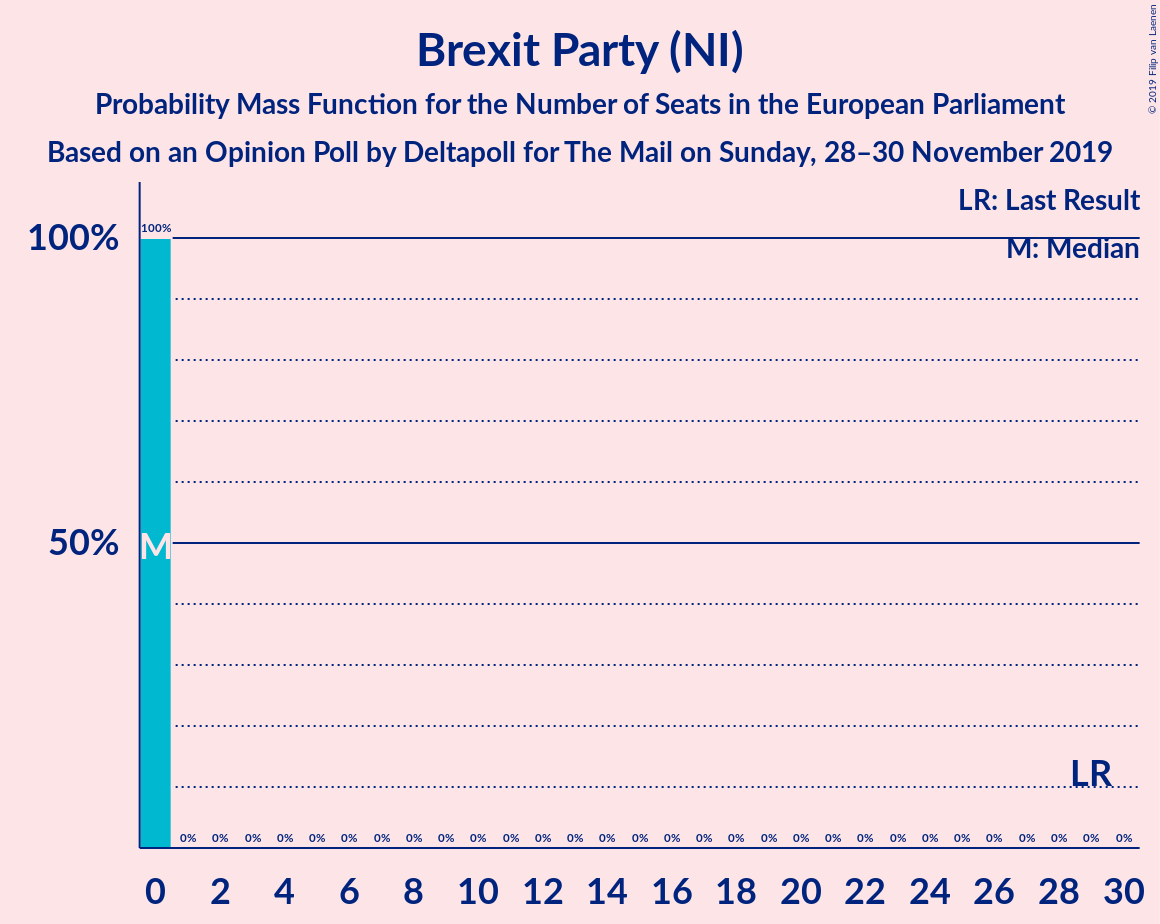 Brexit Party (NI)
Probability Mass Function for the Number of Seats in the European Parliament
Based on an Opinion Poll by Deltapoll for The Mail on Sunday, 28–30 November 2019
© 2019 Filip van Laenen
LR: Last Result
M: Median
100%
100%
50%
M
LR
0% 0% 0% 0% 0% 0% 0% 0% 0% 0% 0% 0% 0% 0% 0% 0% 0% 0% 0% 0% 0% 0% 0% 0% 0% 0% 0% 0% 0% 0%
0 2 4 6 8 10 12 14 16 18 20 22 24 26 28 30